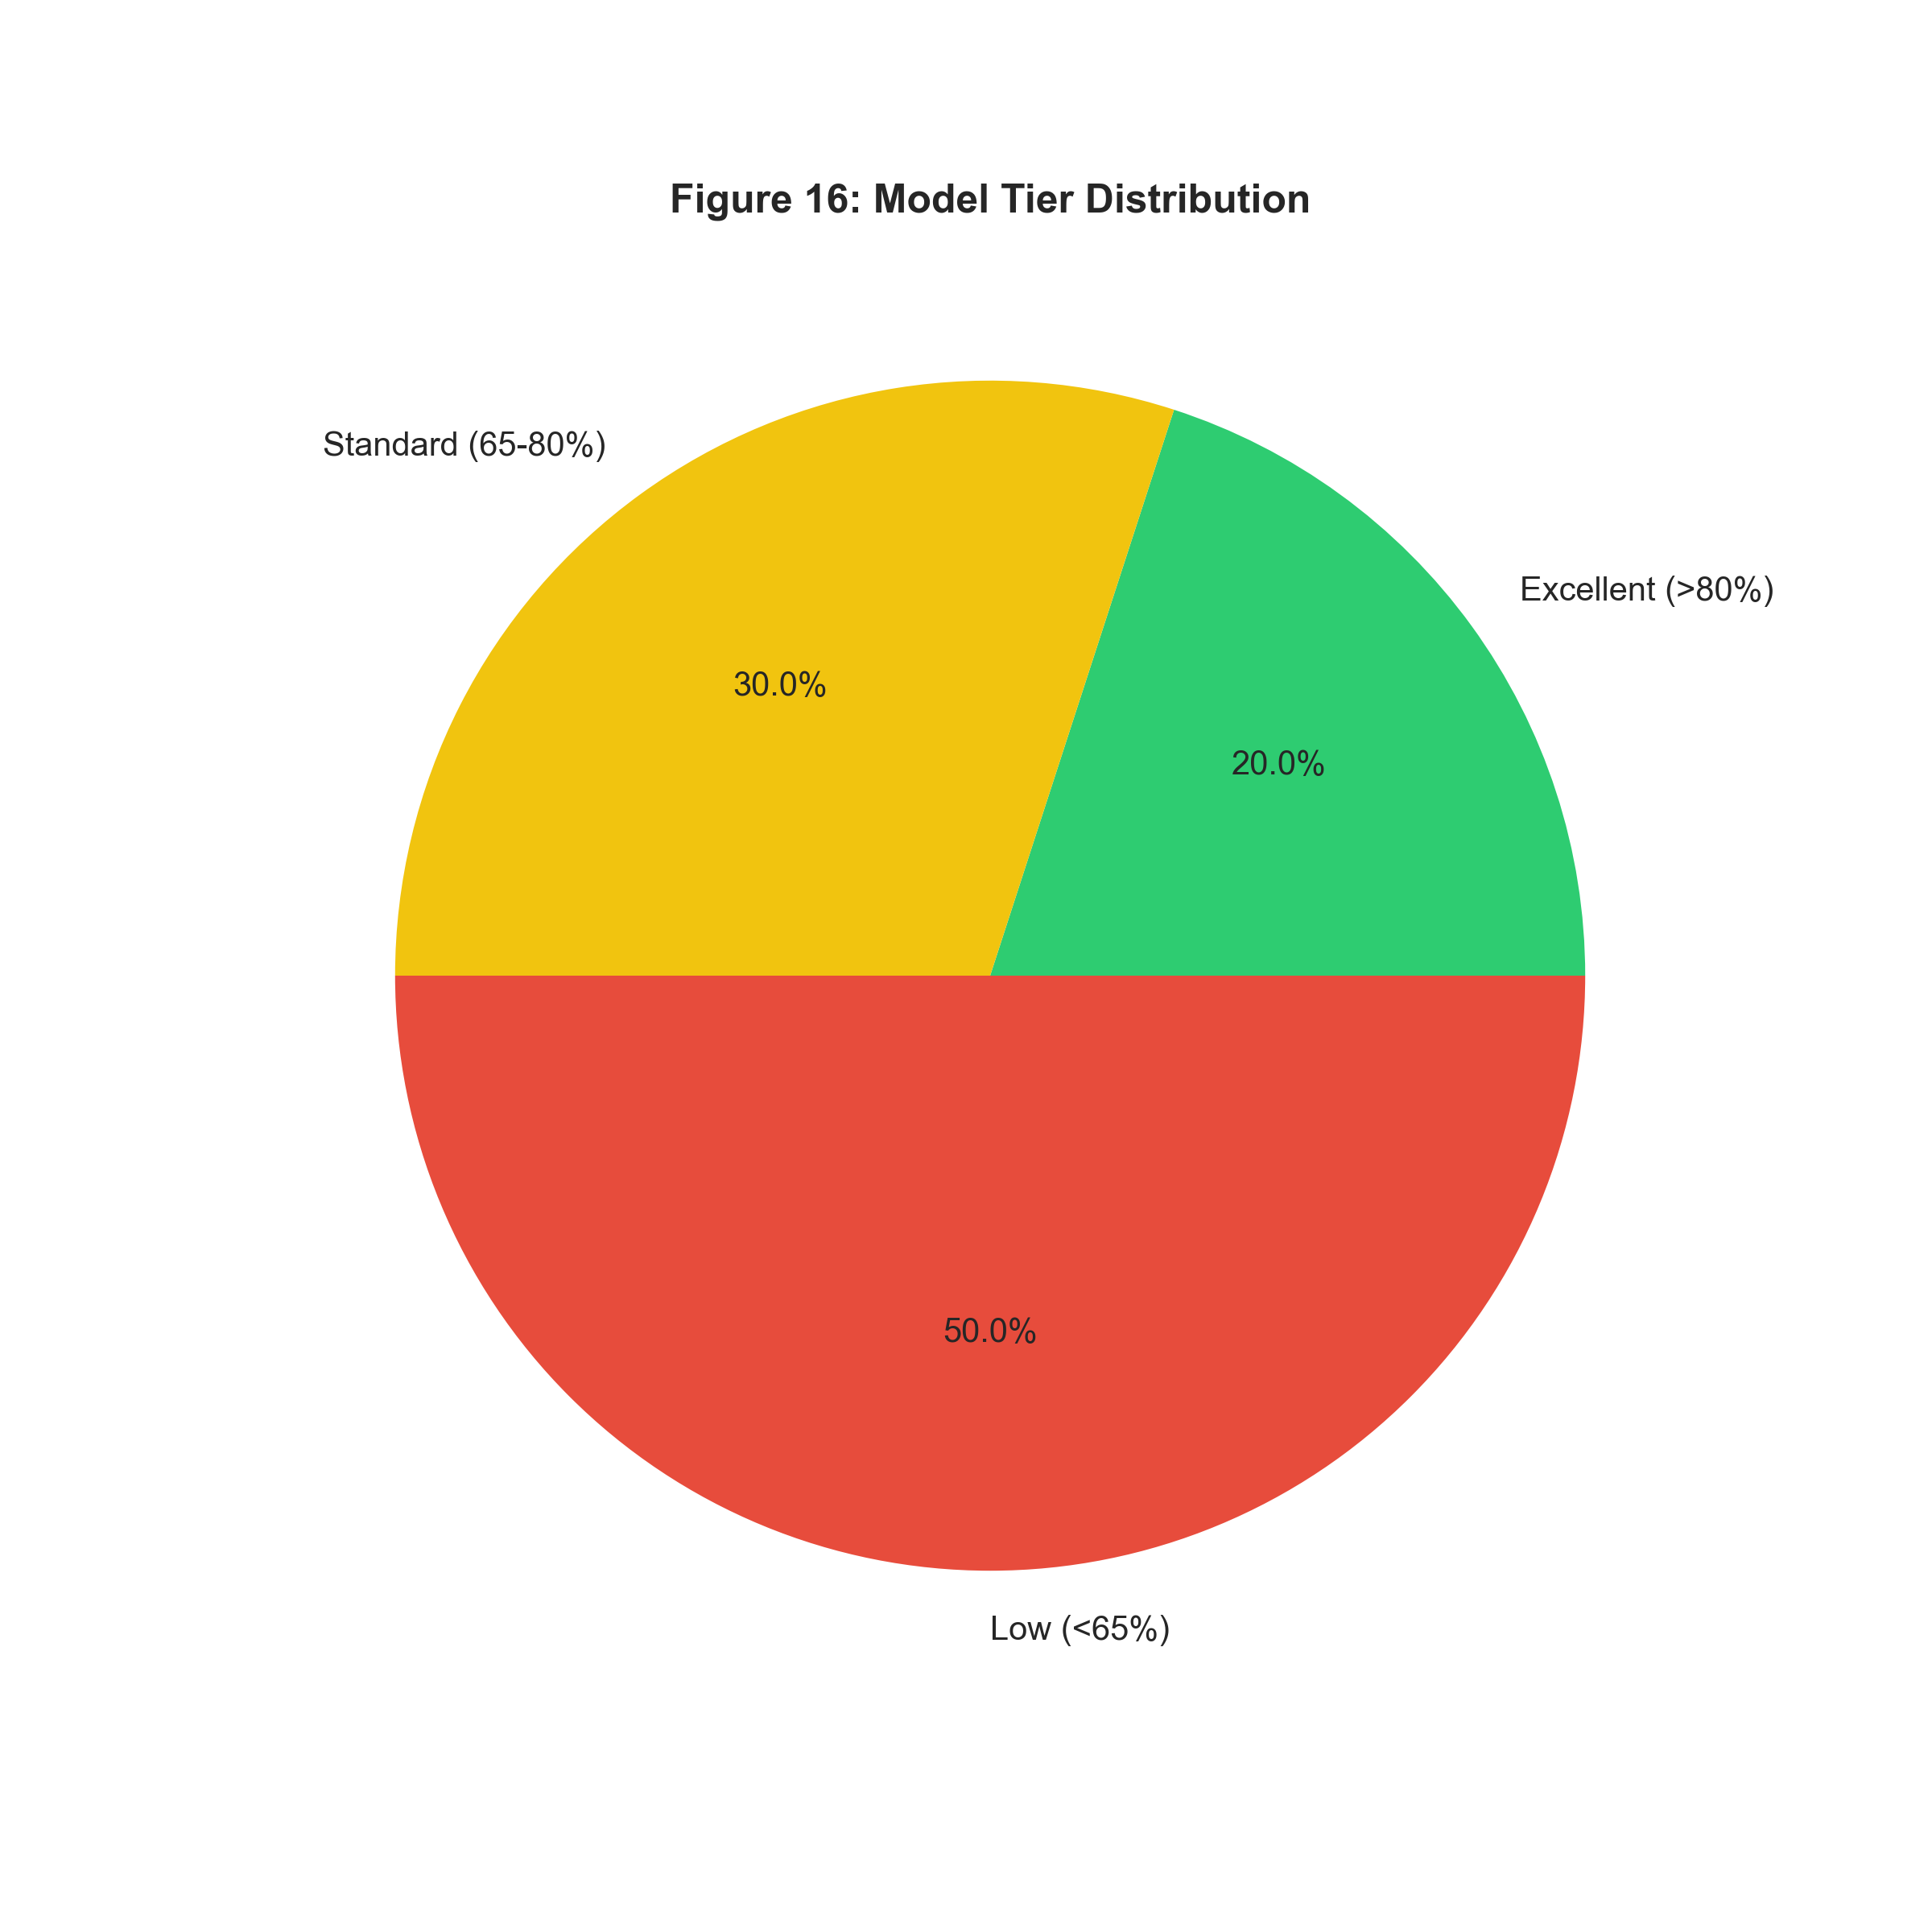 Figure 16: Model Tier Distribution
Standard (65-80%)
Excellent (>80%)
30.0%
20.0%
50.0%
Low (<65%)